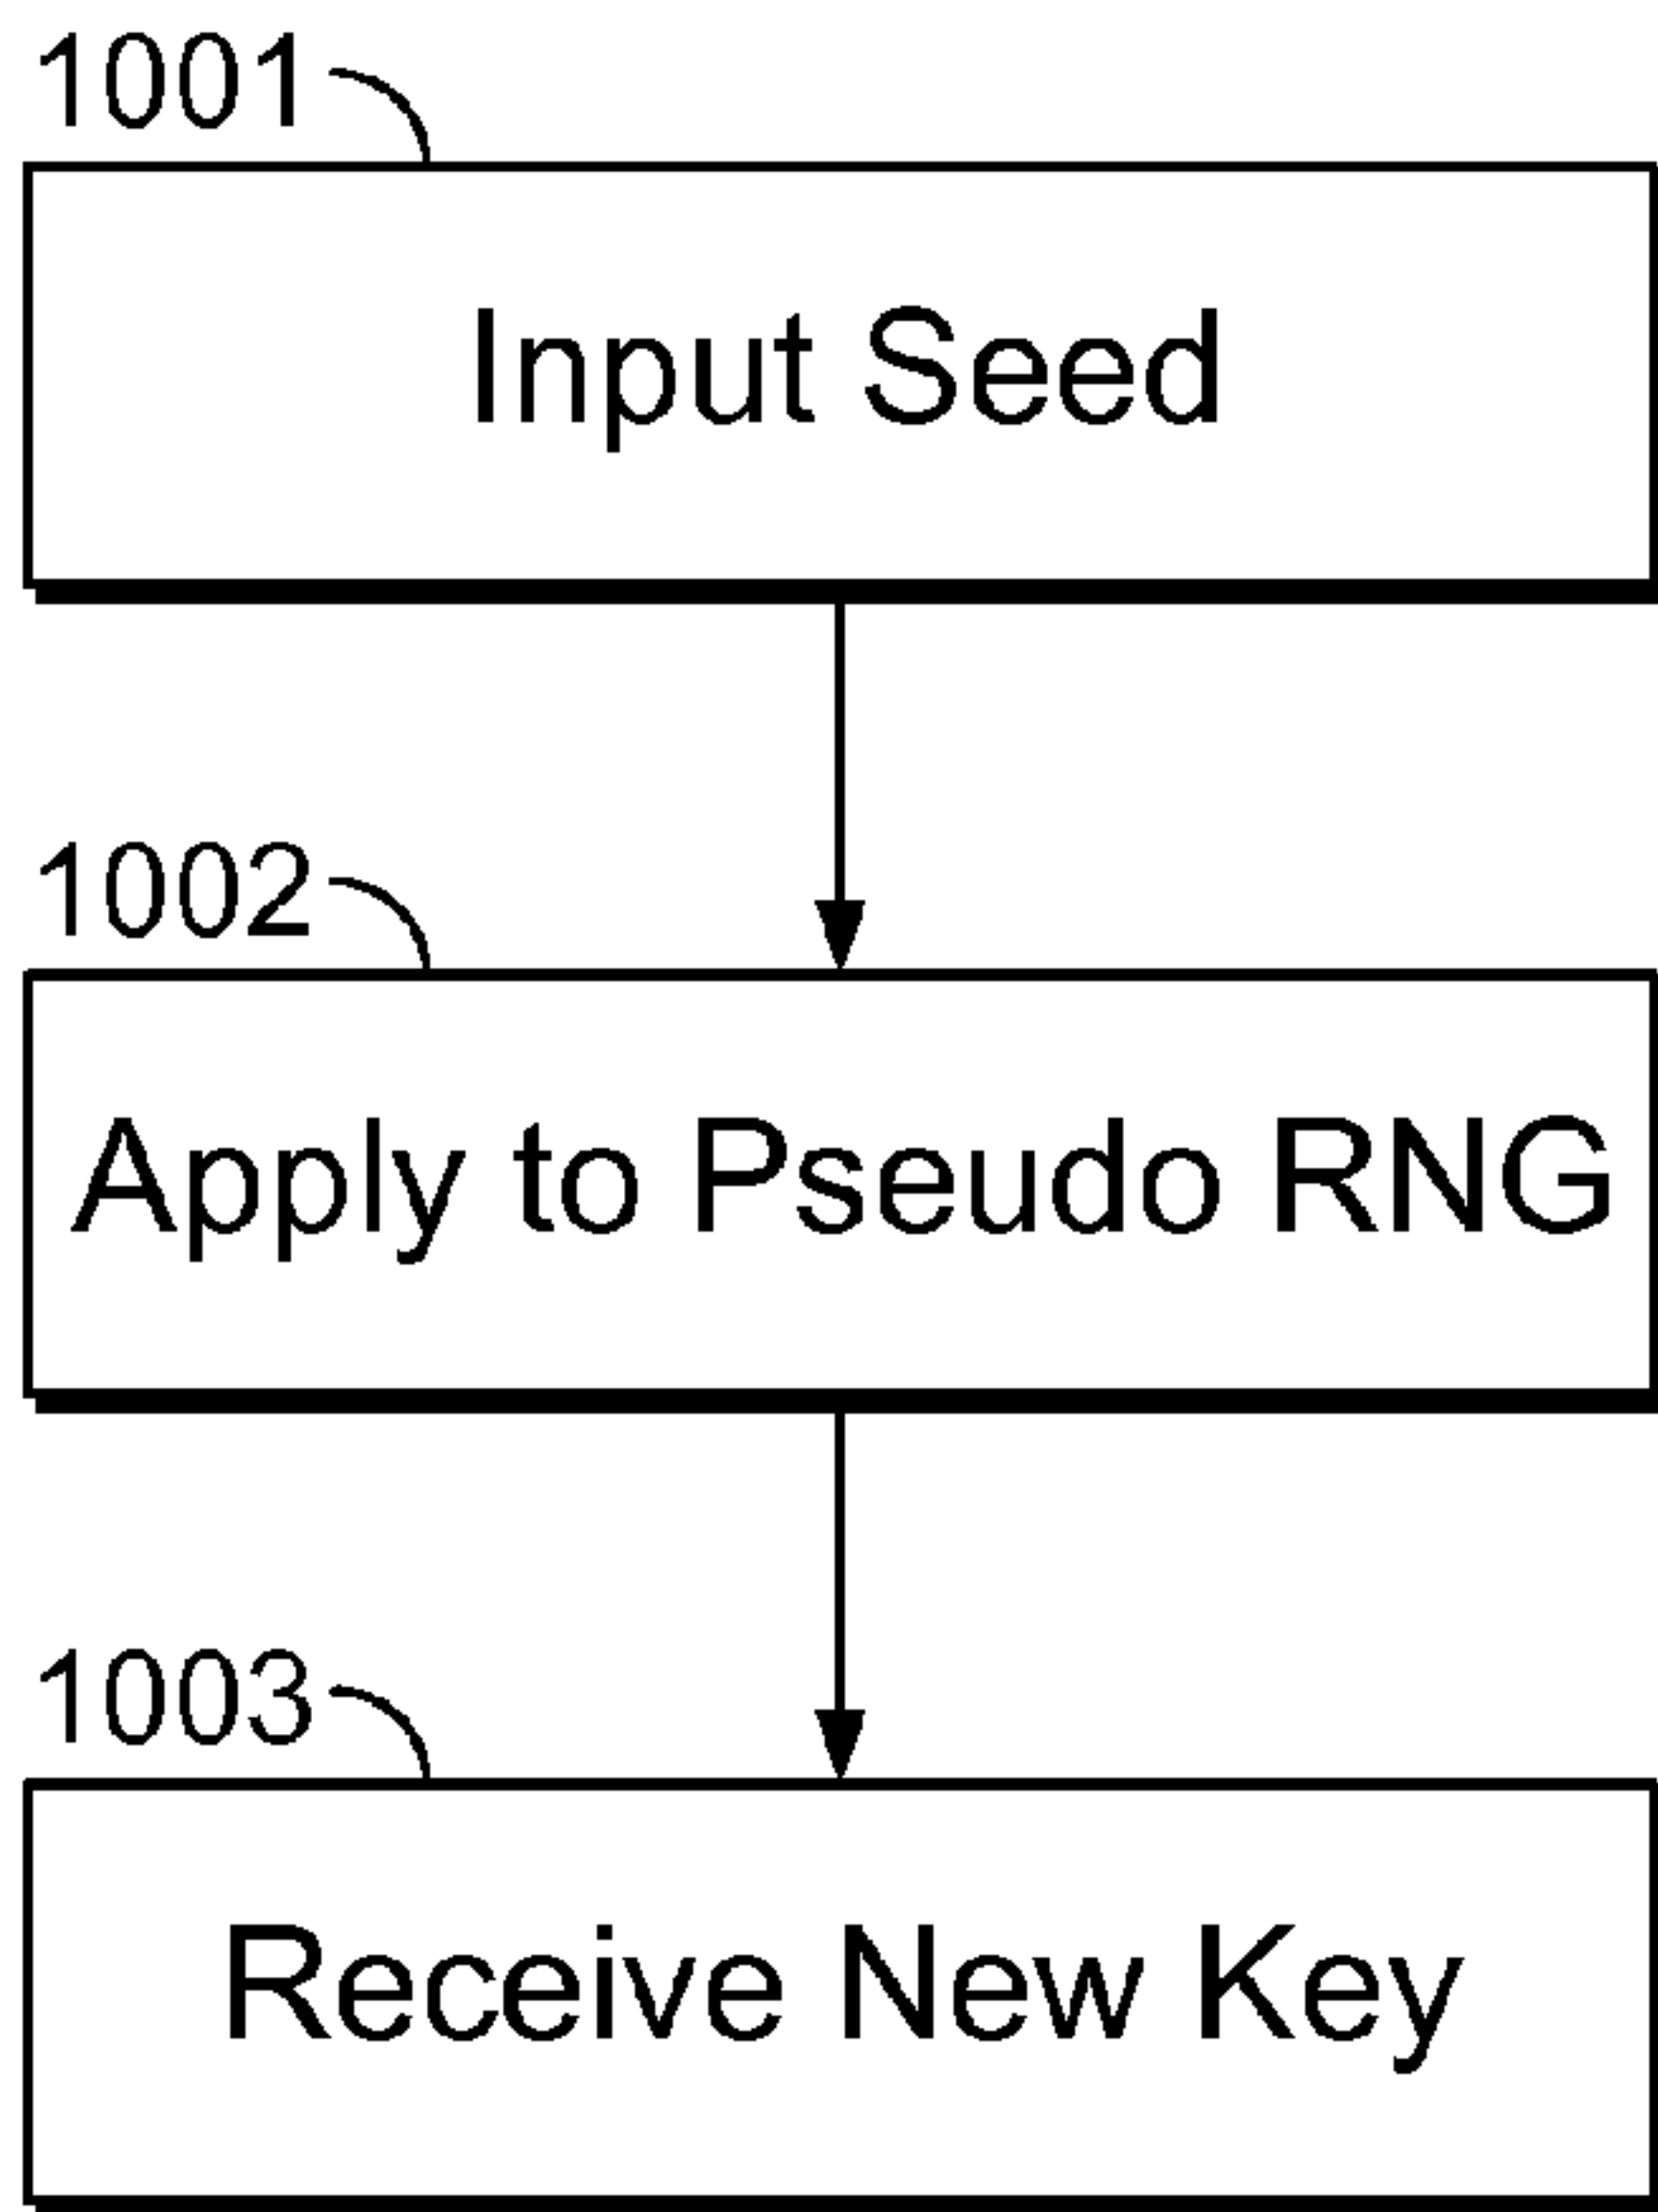 1001
Input Seed
1002
Apply to Pseudo RNG
1003
Receive New Key